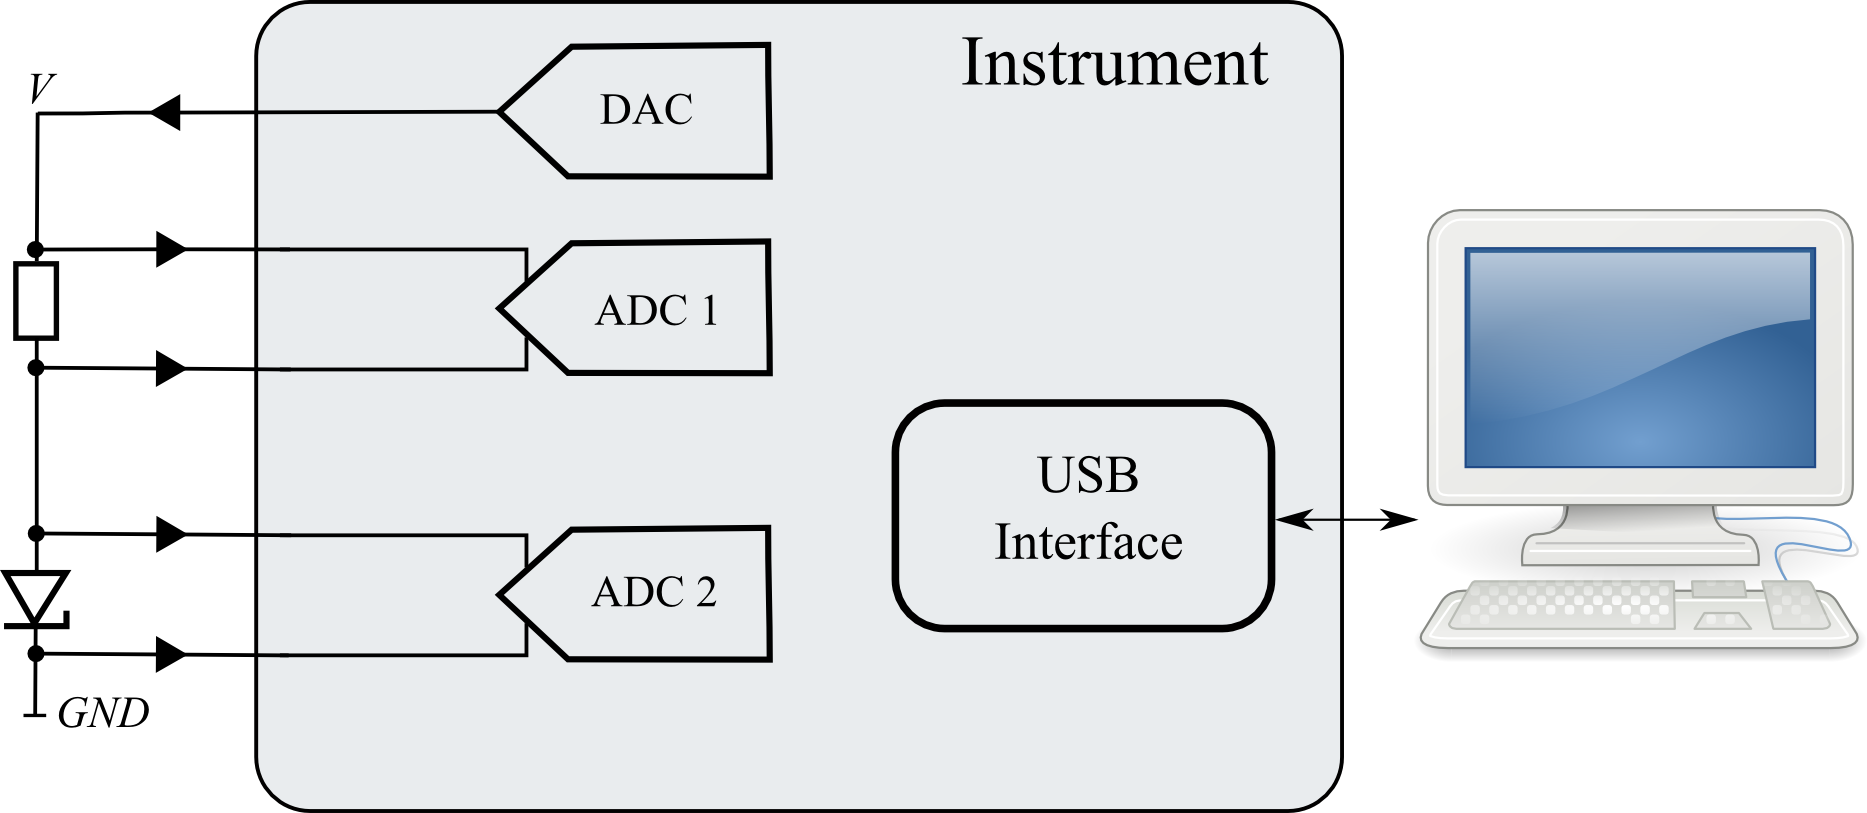 Instrument
V
DAC
ADC 1
USB
Interface
ADC 2
GND